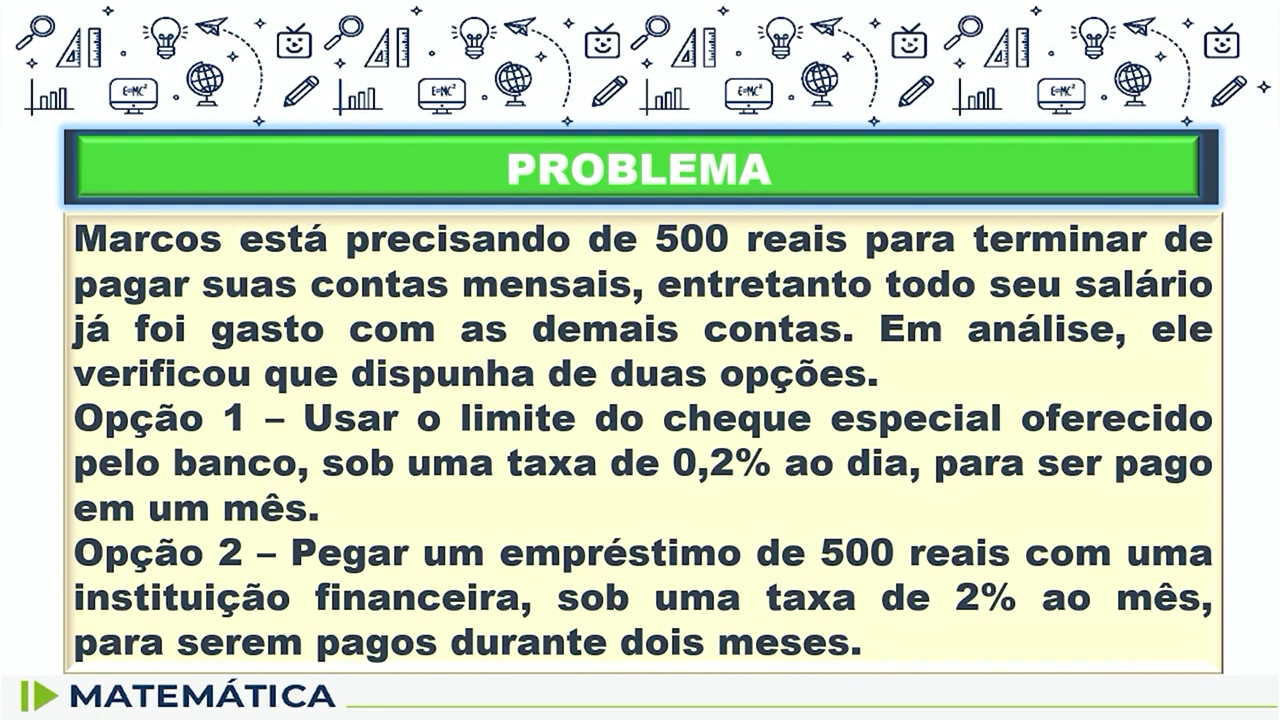 E=MC²
E=MC²
E=MC²
E=MC²
PROBLEMA
Marcos está precisando de 500 reais para terminar de
pagar suas contas mensais, entretanto todo seu salário
já foi gasto com as demais contas. Em análise, ele
verificou que dispunha de duas opções.
Opção 1 – Usar o limite do cheque especial oferecido
pelo banco, sob uma taxa de 0,2% ao dia, para ser pago
em um mês.
Opção 2 – Pegar um empréstimo de 500 reais com uma
instituição financeira, sob uma taxa de 2% ao mês,
para serem pagos durante dois meses.
MATEMÁTICA